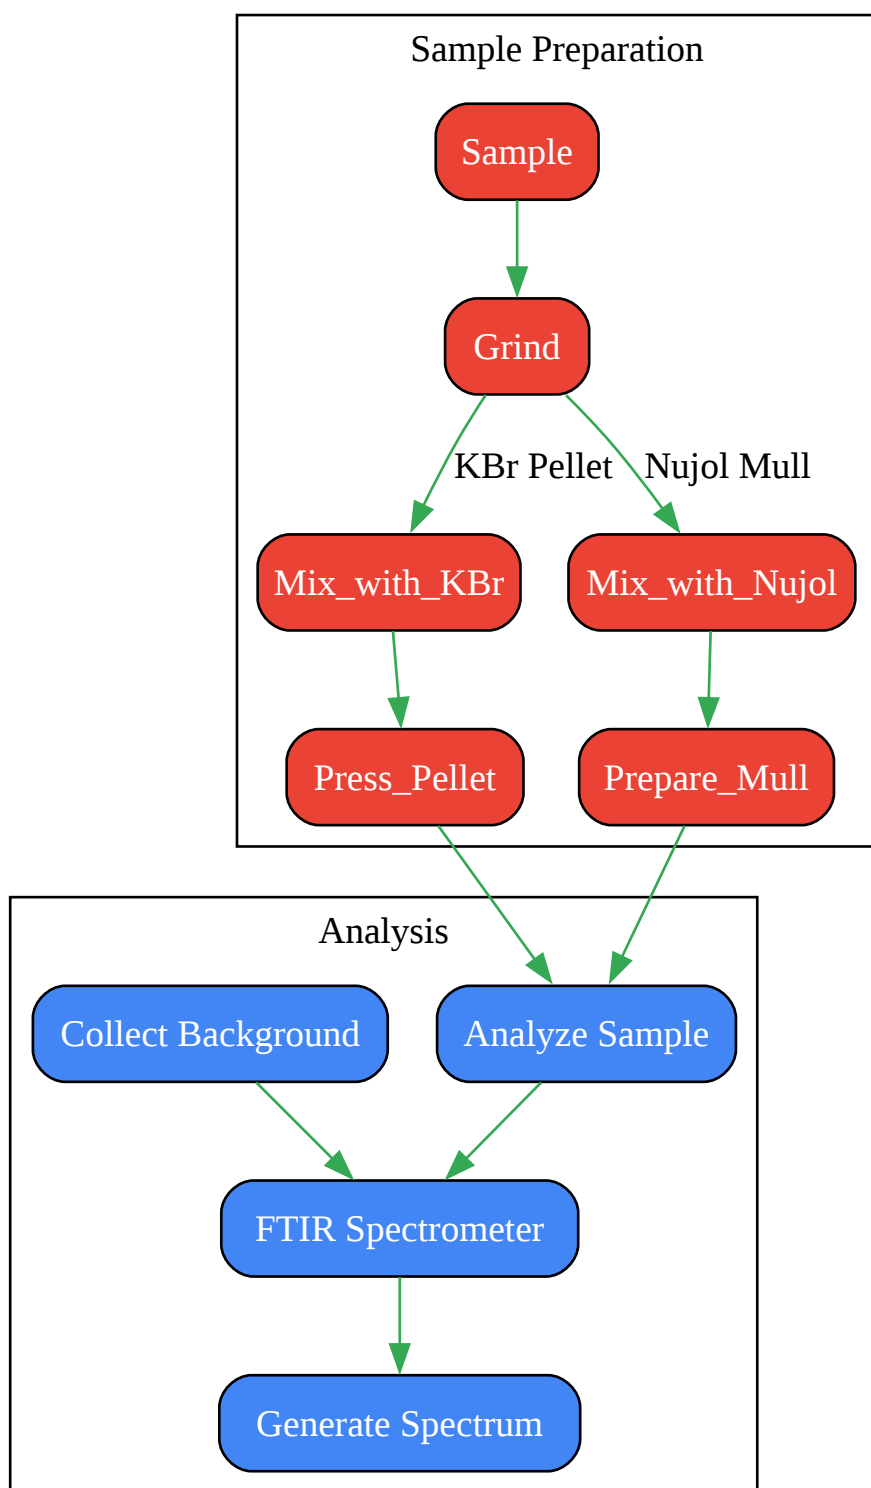 Sample Preparation
Sample
Grind
KBr Pellet
Nujol Mull
Mix_with_KBr
Mix_with_Nujol
Press_Pellet
Prepare_Mull
Analysis
Collect Background
Analyze Sample
FTIR Spectrometer
Generate Spectrum